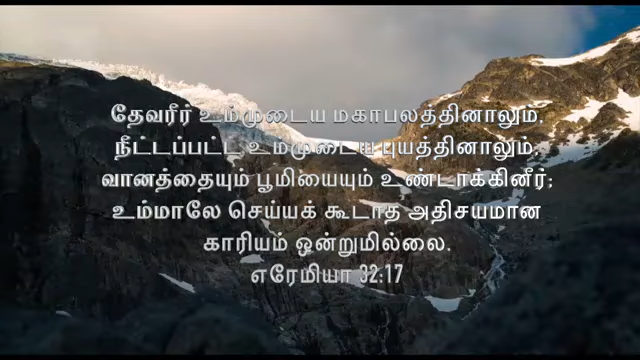 தேவரீர் உம்முடைய மகாபலத்தினாலும்,
நீட்டப்பட்ட உம்முடைய புயத்தினாலும்
வானத்தையும் பூமியையும் உண்டாக்கினீர்;
உம்மாலே செய்யக் கூடாத அதிசயமான
காரியம் ஒன்றுமில்லை.
எரேமியா 32:17